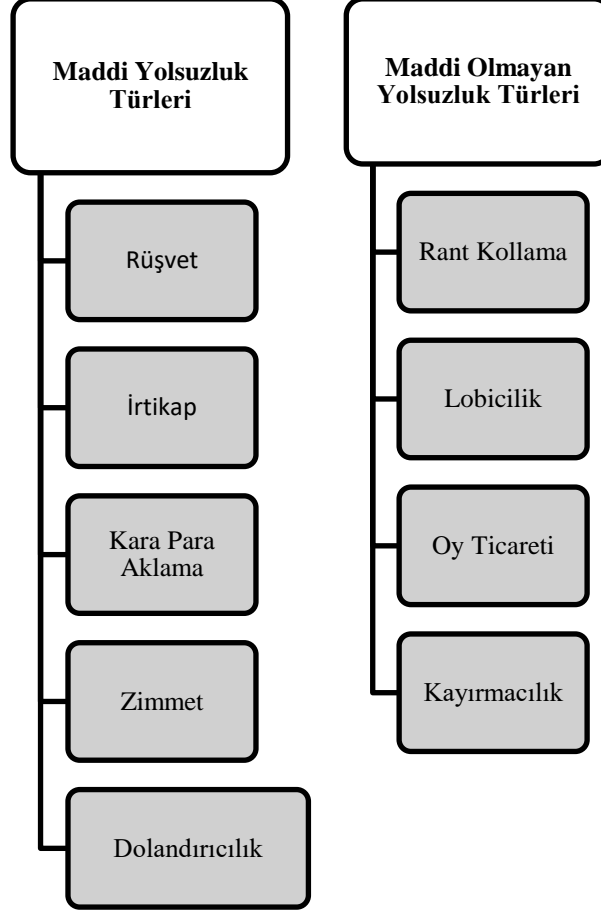 Maddi Yolsuzluk
Türleri
Rüşvet
İrtikap
Kara Para
Aklama
Zimmet
Dolandırıcılık
Maddi Olmayan
Yolsuzluk Türleri
Rant Kollama
Lobicilik
Oy Ticareti
Kayırmacılık